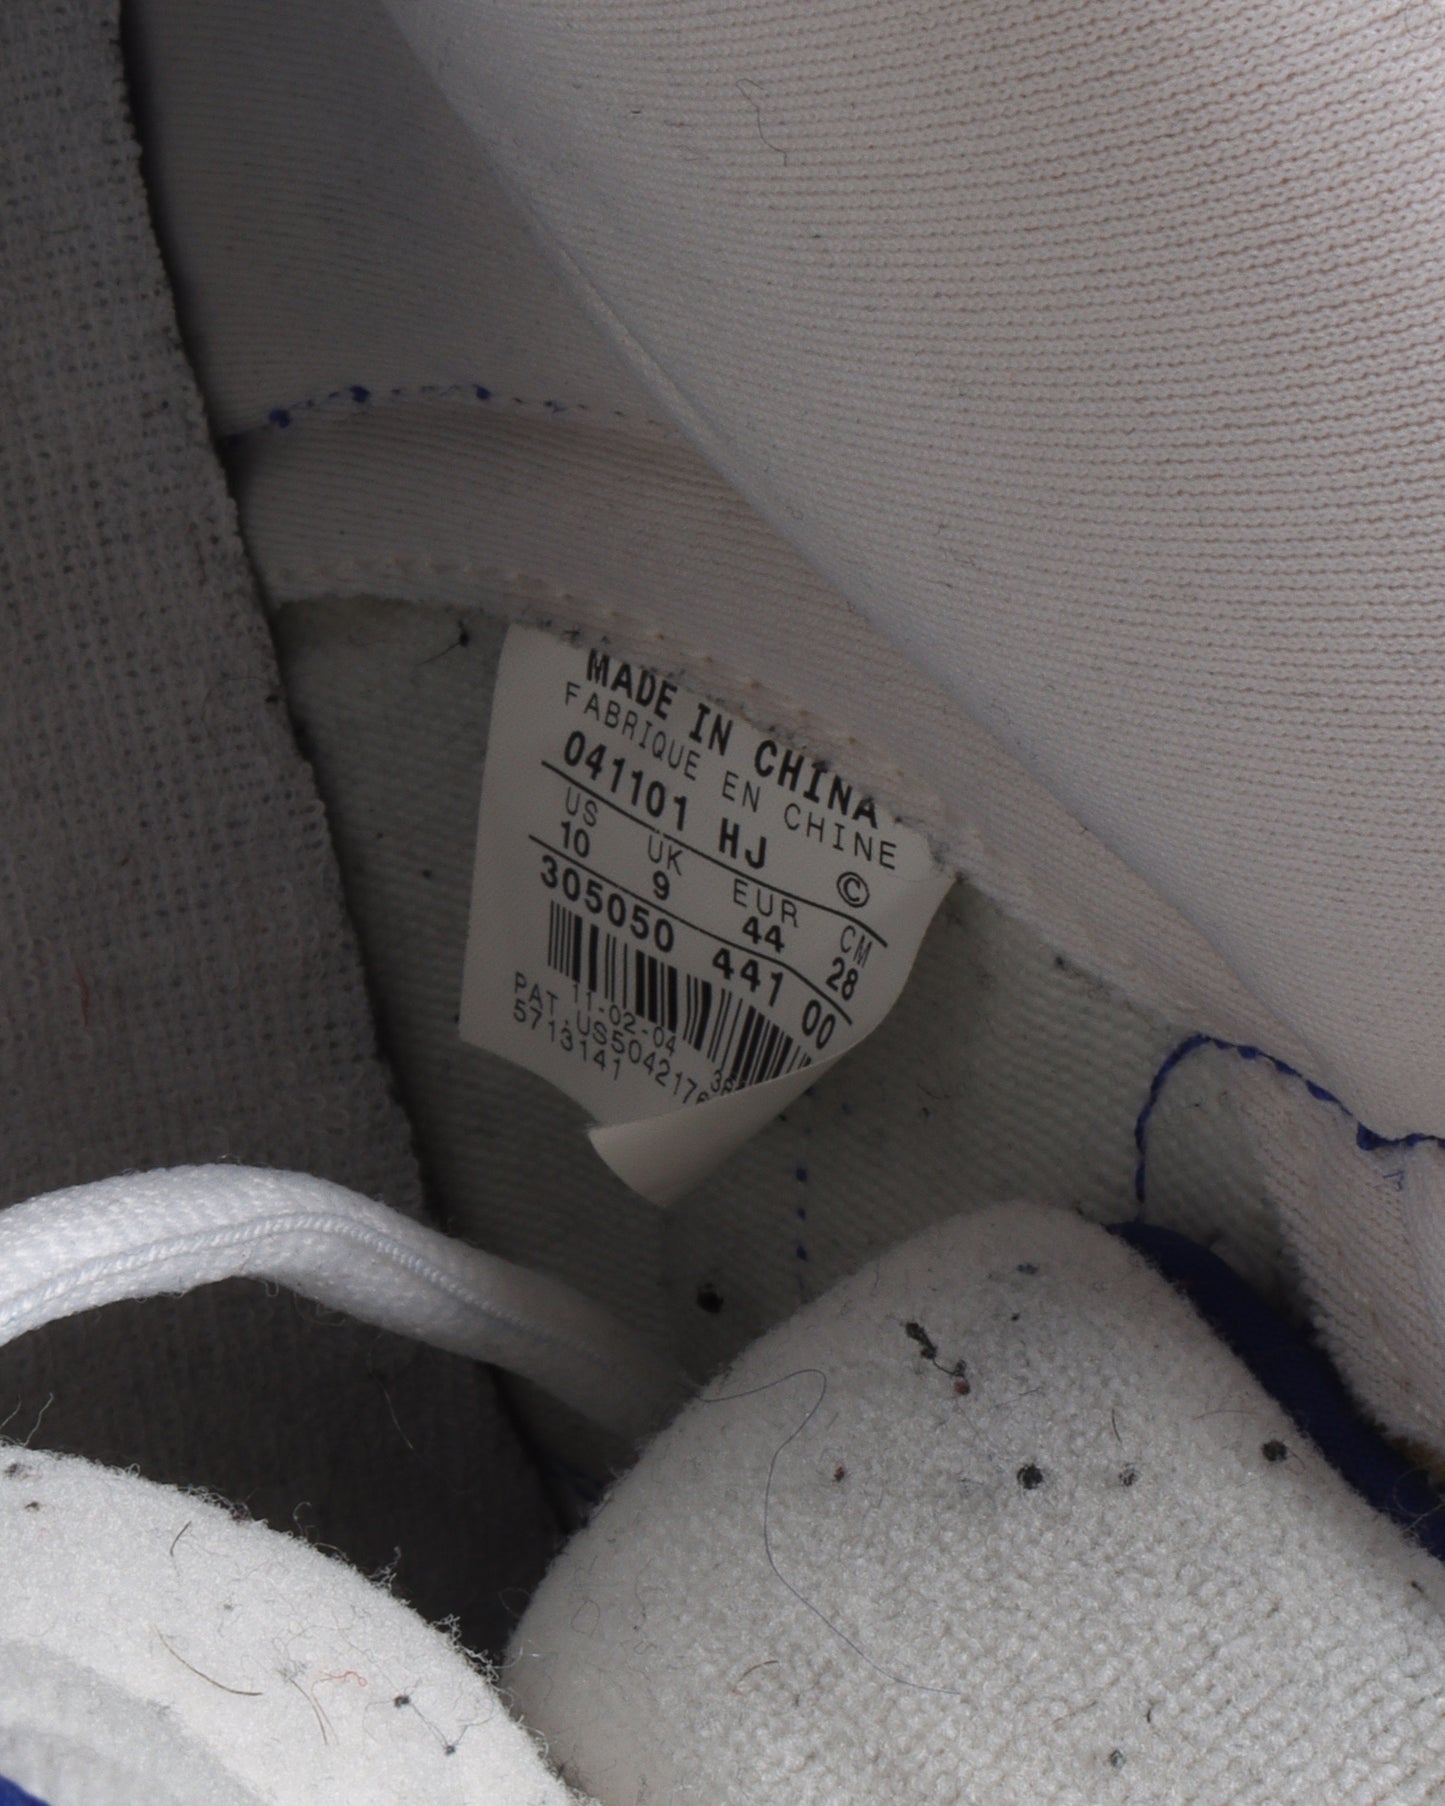 MADE IN CHINA
FABRIQUE EN CHINE
041101 HJ ©
US UK EUR CM
10 9 44 28
305050 441 00
PAT 11-02-04
5713141